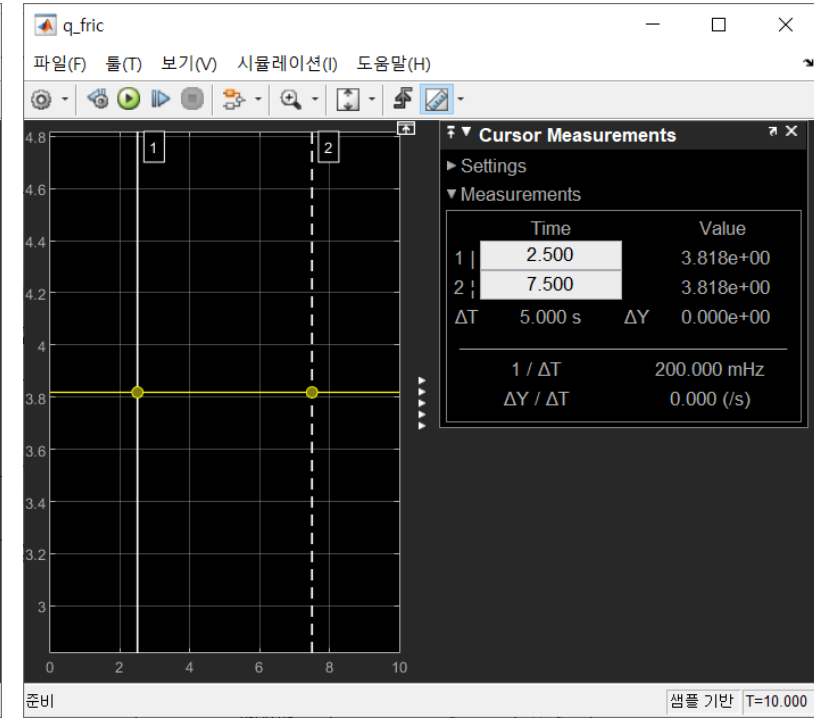 q_fric
파일(F) 툴(T) 보기(V) 시뮬레이션(I) 도움말(H)
Cursor Measurements
Settings
Measurements
Time Value
1 | 2.500 3.818e+00
2 ¦ 7.500 3.818e+00
ΔT 5.000 s ΔY 0.000e+00
1 / ΔT 200.000 mHz
ΔY / ΔT 0.000 (/s)
1 2
4.8
4.6
4.4
4.2
4
3.8
3.6
3.4
3.2
3
0 2 4 6 8 10
준비 샘플 기반 T=10.000